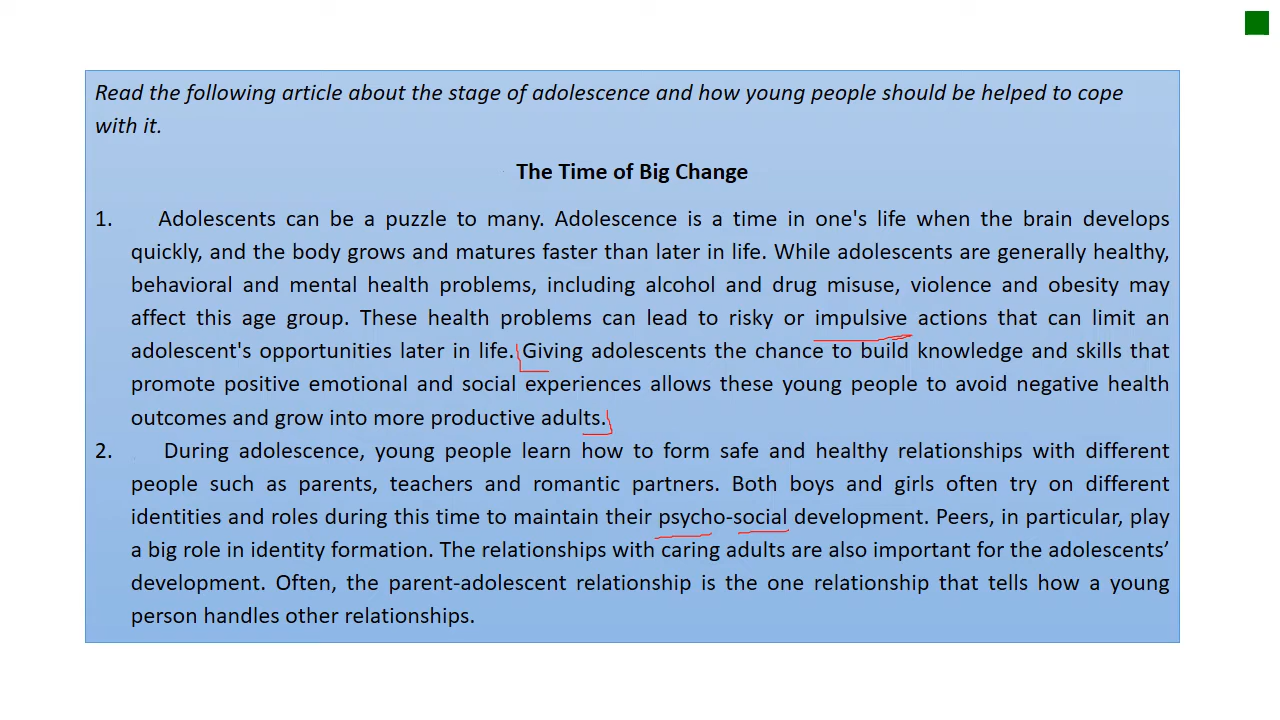 Read the following article about the stage of adolescence and how young people should be helped to cope
with it.
The Time of Big Change
1. Adolescents can be a puzzle to many. Adolescence is a time in one's life when the brain develops
quickly, and the body grows and matures faster than later in life. While adolescents are generally healthy,
behavioral and mental health problems, including alcohol and drug misuse, violence and obesity may
affect this age group. These health problems can lead to risky or impulsive actions that can limit an
adolescent's opportunities later in life. Giving adolescents the chance to build knowledge and skills that
promote positive emotional and social experiences allows these young people to avoid negative health
outcomes and grow into more productive adults.
2. During adolescence, young people learn how to form safe and healthy relationships with different
people such as parents, teachers and romantic partners. Both boys and girls often try on different
identities and roles during this time to maintain their psycho-social development. Peers, in particular, play
a big role in identity formation. The relationships with caring adults are also important for the adolescents’
development. Often, the parent-adolescent relationship is the one relationship that tells how a young
person handles other relationships.